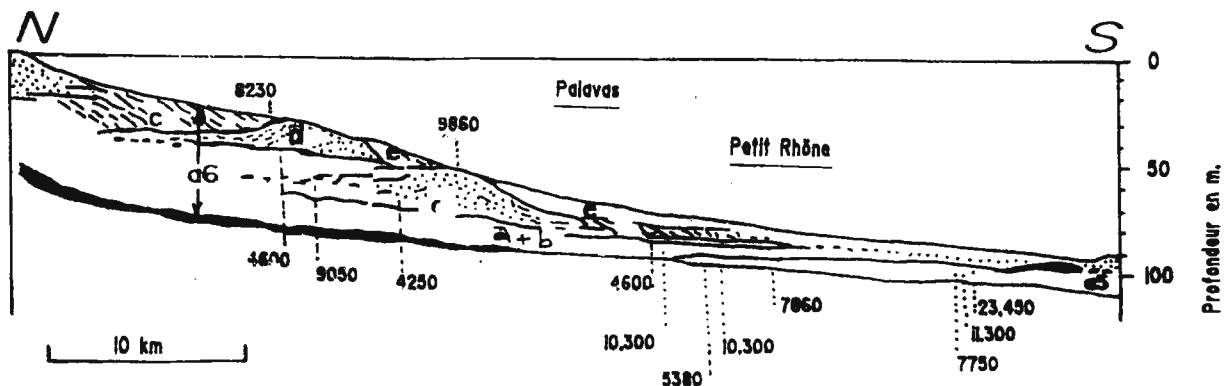 N
S
0
50
100
Profondeur en m.
Palavas
Petit Rhône
8230
9860
c
d
e
a6
c
b
4600
9050
4250
4600
7860
10,300
10,300
5380
23,450
11.300
7750
10 km